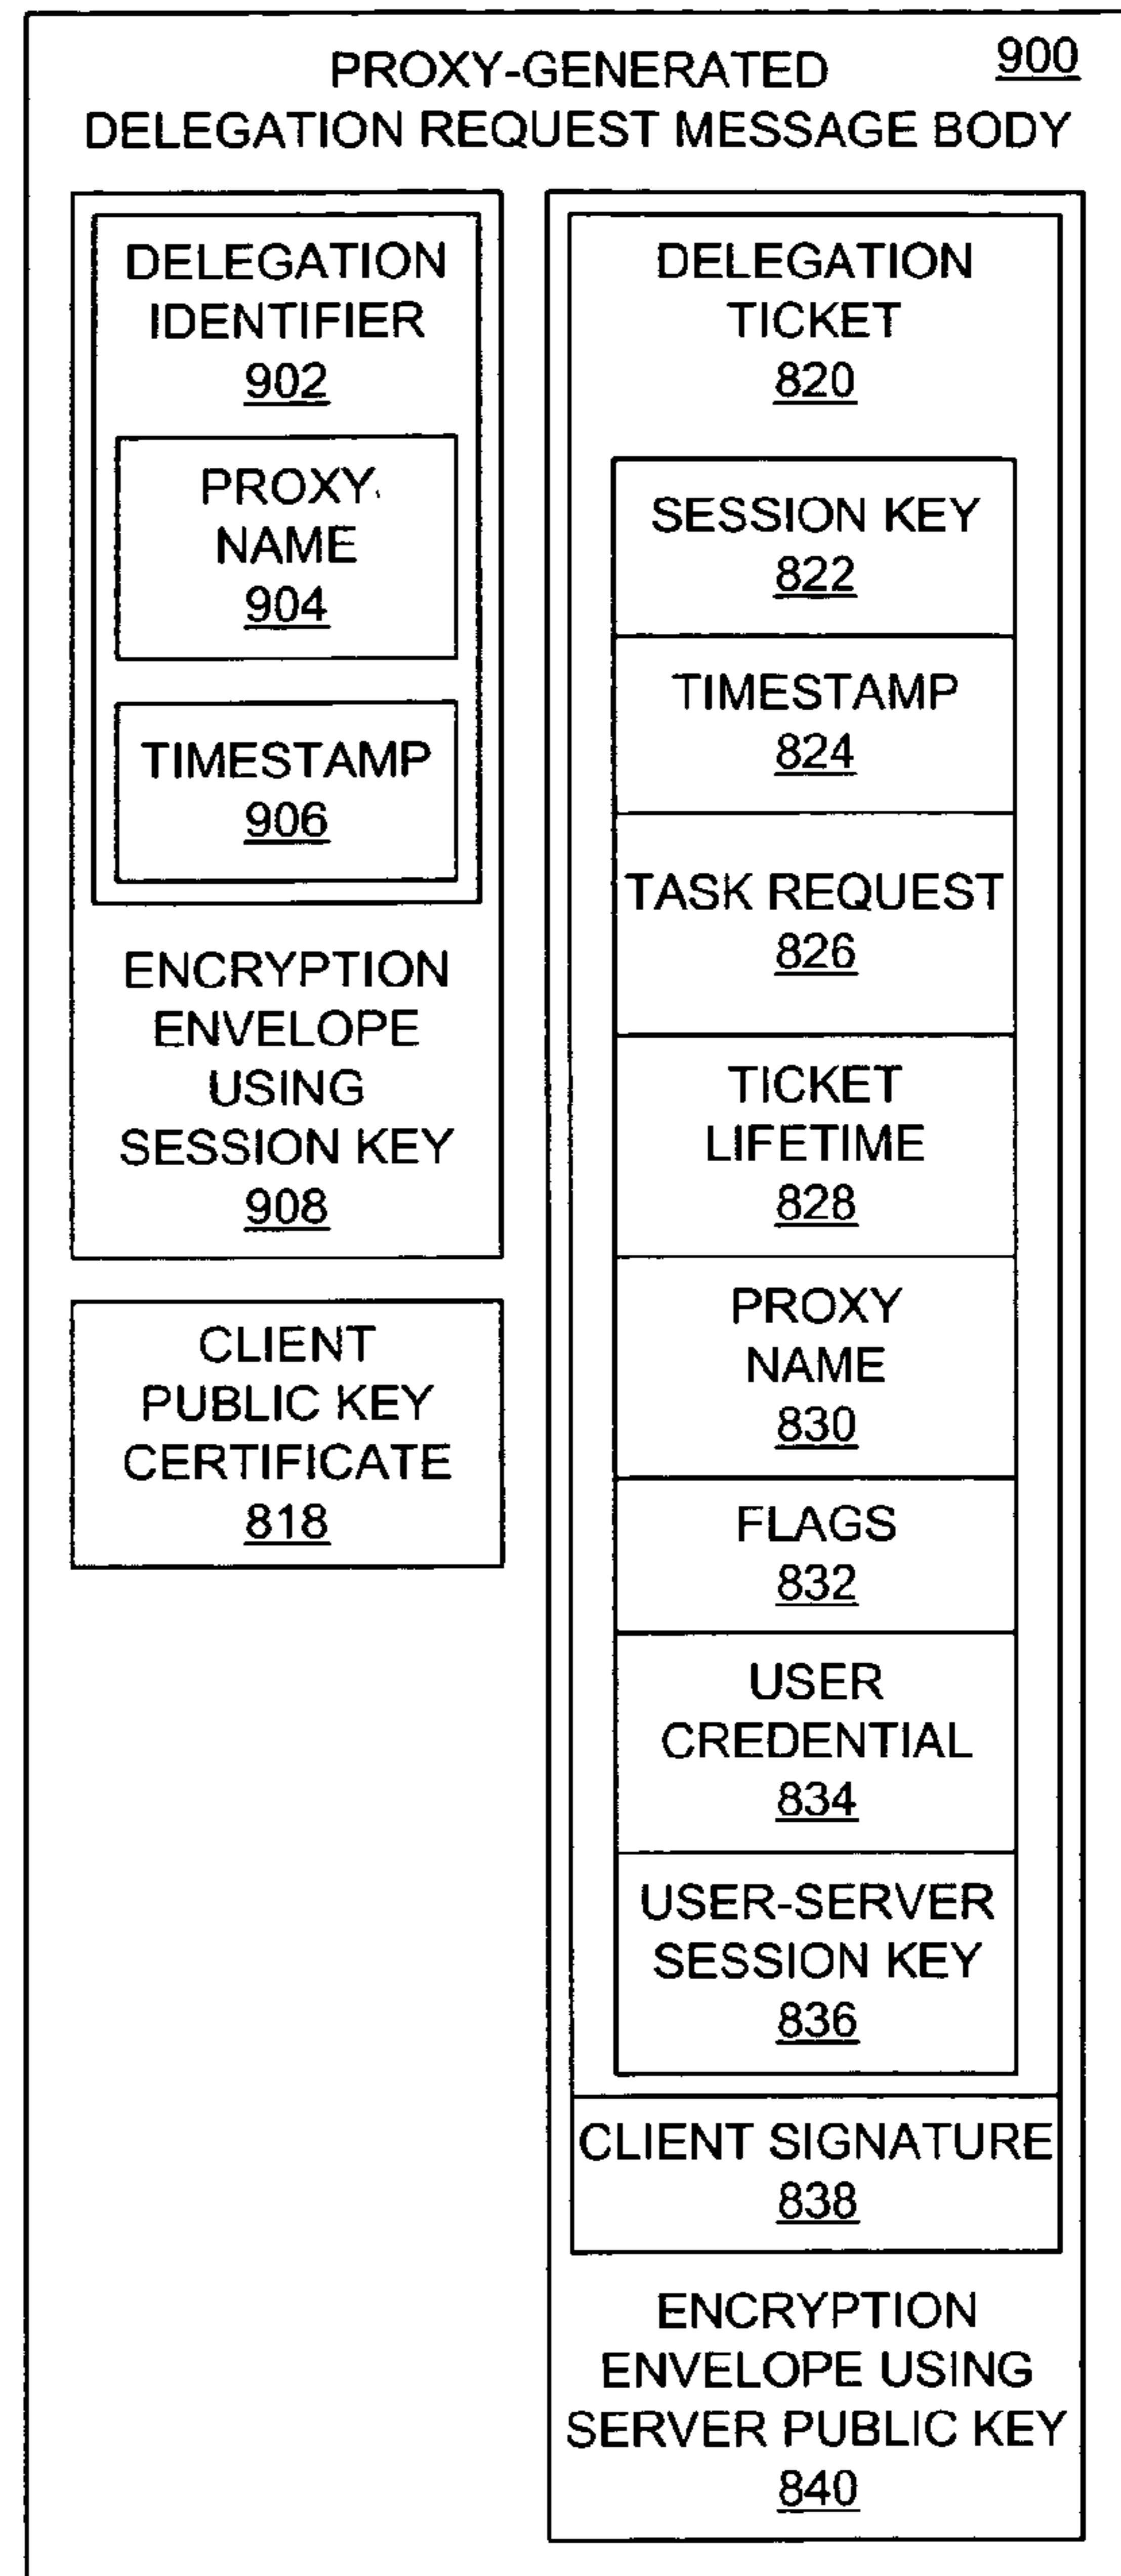 PROXY-GENERATED 900
DELEGATION REQUEST MESSAGE BODY
DELEGATION
IDENTIFIER
902
PROXY
NAME
904
TIMESTAMP
906
ENCRYPTION
ENVELOPE
USING
SESSION KEY
908
CLIENT
PUBLIC KEY
CERTIFICATE
818
DELEGATION
TICKET
820
SESSION KEY
822
TIMESTAMP
824
TASK REQUEST
826
TICKET
LIFETIME
828
PROXY
NAME
830
FLAGS
832
USER
CREDENTIAL
834
USER-SERVER
SESSION KEY
836
CLIENT SIGNATURE
838
ENCRYPTION
ENVELOPE USING
SERVER PUBLIC KEY
840